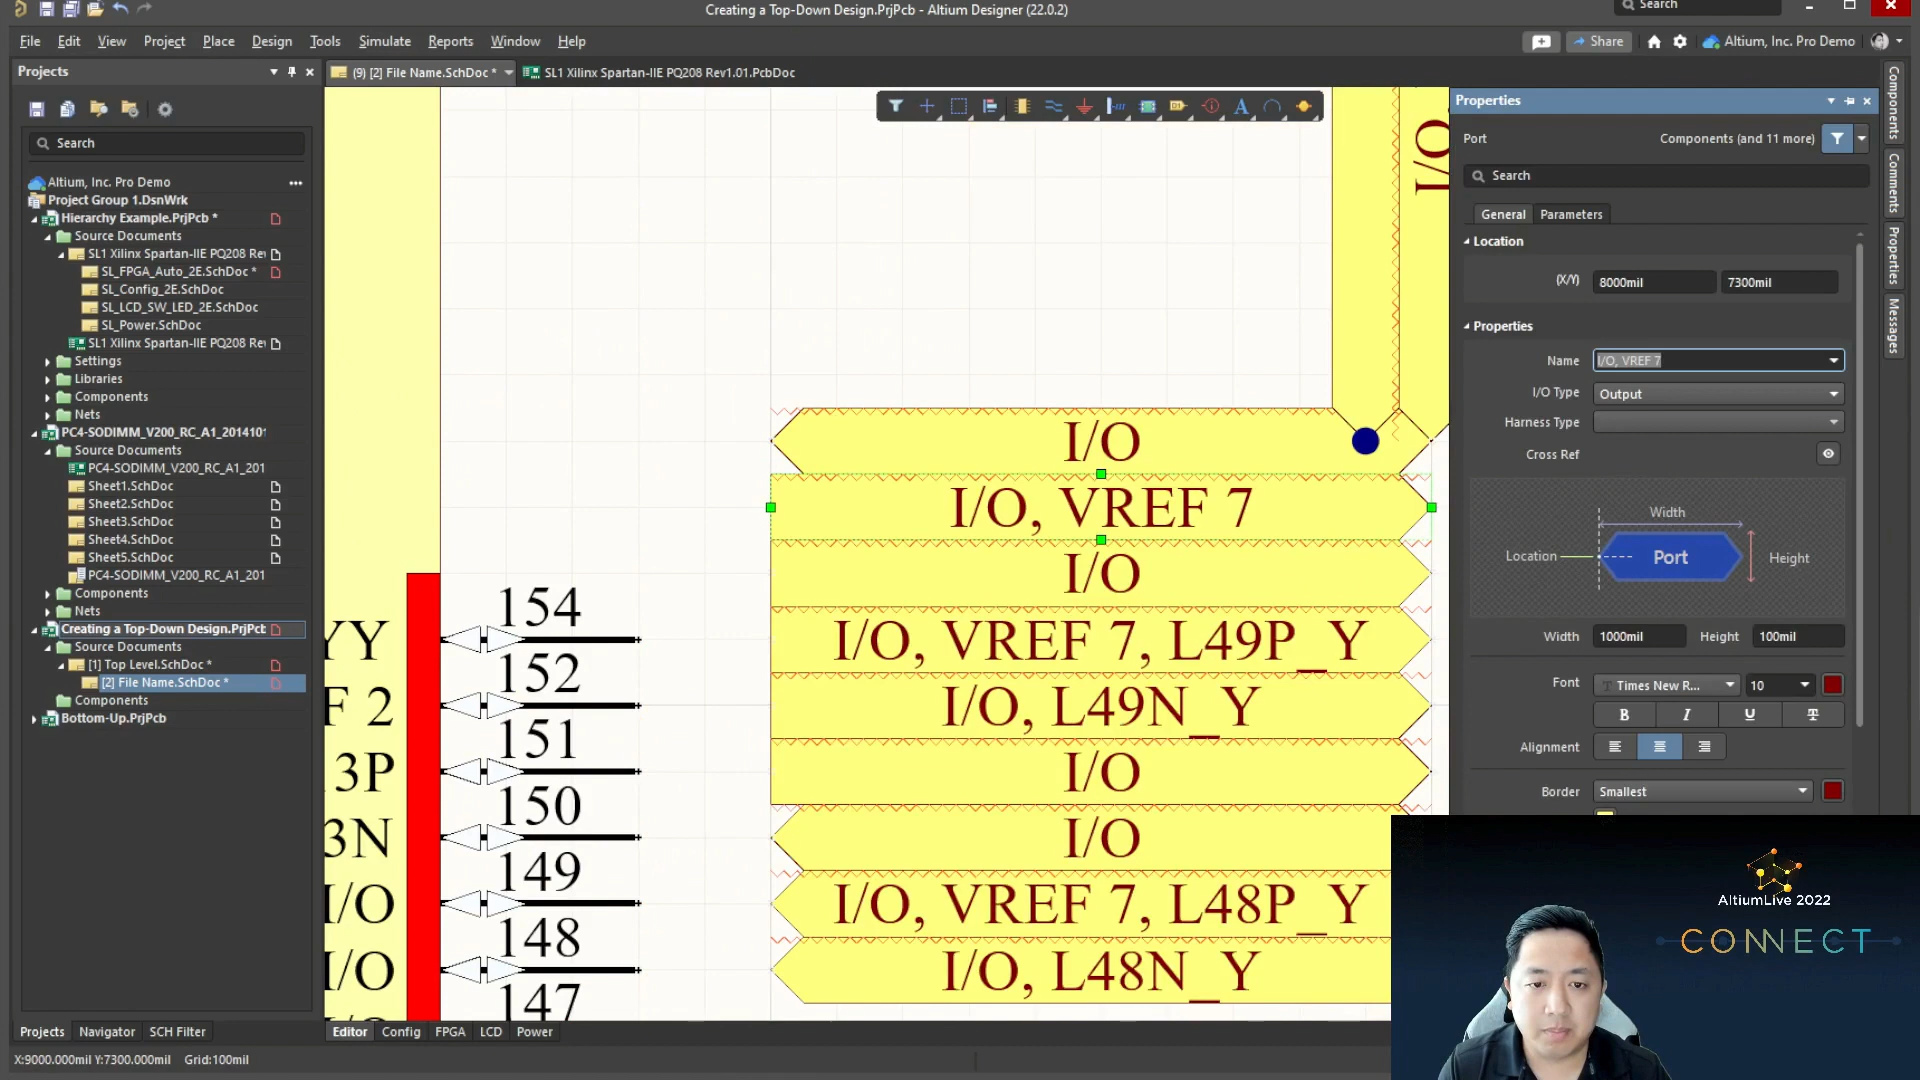 Creating a Top-Down Design.PrjPcb - Altium Designer (22.0.2)
Search
File Edit View Project Place Design Tools Simulate Reports Window Help
Share
Altium, Inc. Pro Demo
Projects
(9) [2] File Name.SchDoc *
SL1 Xilinx Spartan-IIE PQ208 Rev1.01.PcbDoc
Search
Altium, Inc. Pro Demo
Project Group 1.DsnWrk
Hierarchy Example.PrjPcb *
Source Documents
SL1 Xilinx Spartan-IIE PQ208 Re
SL_FPGA_Auto_2E.SchDoc *
SL_Config_2E.SchDoc
SL_LCD_SW_LED_2E.SchDoc
SL_Power.SchDoc
SL1 Xilinx Spartan-IIE PQ208 Re
Settings
Libraries
Components
Nets
PC4-SODIMM_V200_RC_A1_201410
Source Documents
PC4-SODIMM_V200_RC_A1_201
Sheet1.SchDoc
Sheet2.SchDoc
Sheet3.SchDoc
Sheet4.SchDoc
Sheet5.SchDoc
PC4-SODIMM_V200_RC_A1_201
Components
Nets
Creating a Top-Down Design.PrjPcb
Source Documents
[1] Top Level.SchDoc *
[2] File Name.SchDoc *
Components
Bottom-Up.PrjPcb
Projects Navigator SCH Filter
X:9000.000mil Y:7300.000mil Grid:100mil
I/O
I/O
I/O, VREF 7
I/O
I/O, VREF 7, L49P_Y
I/O, L49N_Y
I/O
I/O
I/O, VREF 7, L48P_Y
I/O, L48N_Y
154
152
151
150
149
148
147
F 2
3P
3N
I/O
I/O
Editor Config FPGA LCD Power
Properties
Port
Components (and 11 more)
Search
General Parameters
Location
(X/Y) 8000mil 7300mil
Properties
Name I/O, VREF 7
I/O Type Output
Harness Type
Cross Ref
Width
Location
Port
Height
Width 1000mil Height 100mil
Font Times New R... 10
B I U T
Alignment
Border Smallest
Components
Comments
Properties
Messages
AltiumLive 2022
CONNECT